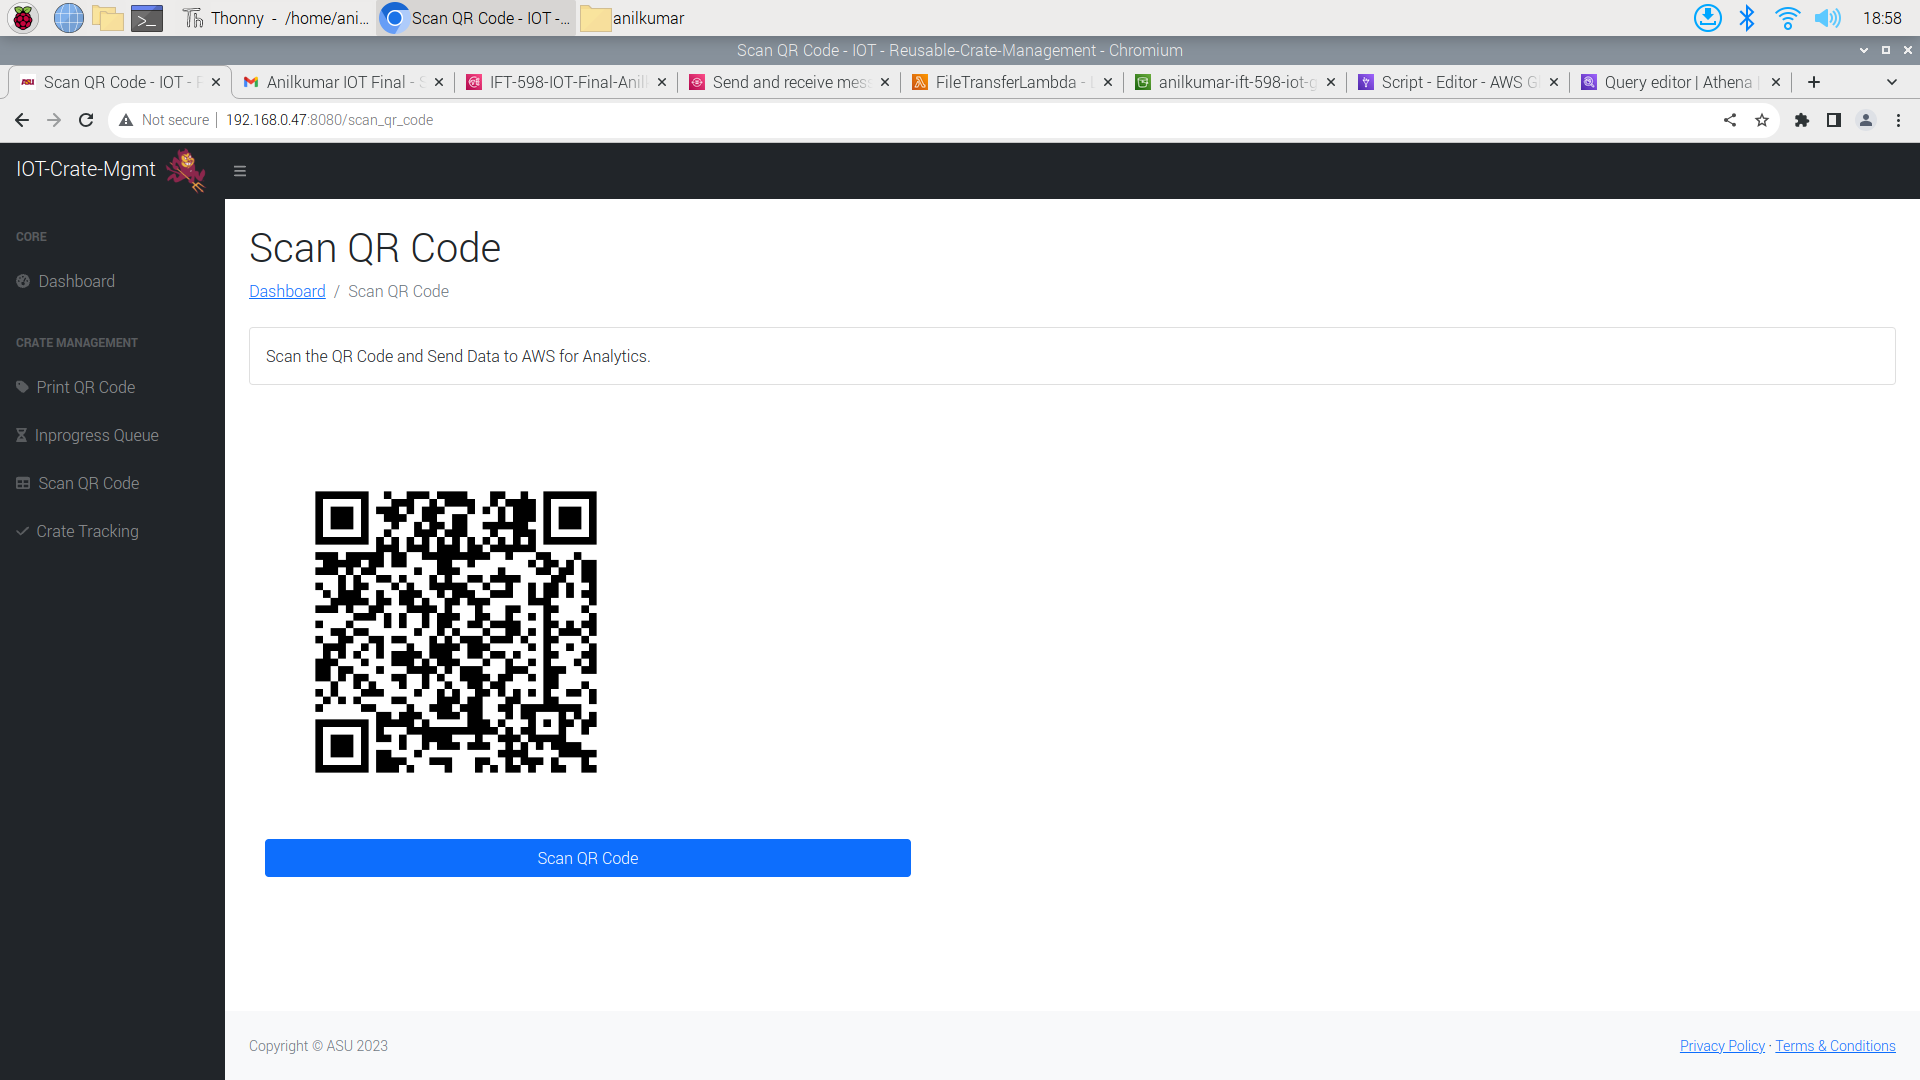 Thonny - /home/ani...
Scan QR Code - IOT -...
anilkumar
18:58
Scan QR Code - IOT - Reusable-Crate-Management - Chromium
Scan QR Code - IOT -
Anilkumar IOT Final -
IFT-598-IOT-Final-Anil
Send and receive mes
FileTransferLambda -
anilkumar-ift-598-iot-g
Script - Editor - AWS G
Query editor | Athena |
Not secure
192.168.0.47:8080/scan_qr_code
IOT-Crate-Mgmt
CORE
Dashboard
CRATE MANAGEMENT
Print QR Code
Inprogress Queue
Scan QR Code
Crate Tracking
Scan QR Code
Dashboard / Scan QR Code
Scan the QR Code and Send Data to AWS for Analytics.
Scan QR Code
Copyright © ASU 2023
Privacy Policy · Terms & Conditions